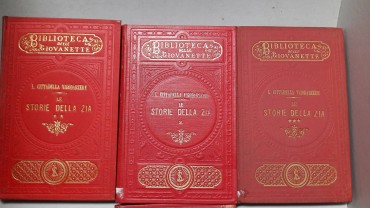 BIBLIOTECA
DELLE
GIOVANETTE
L. CITTADELLA VIGODARZERE
LE
STORIE DELLA ZIA
**
BIBLIOTECA
DELLE
GIOVANETTE
L. CITTADELLA VIGODARZERE
LE
STORIE DELLA ZIA
*
BIBLIOTECA
DELLE
GIOVANETTE
L. CITTADELLA VIGODARZERE
LE
STORIE DELLA ZIA
***